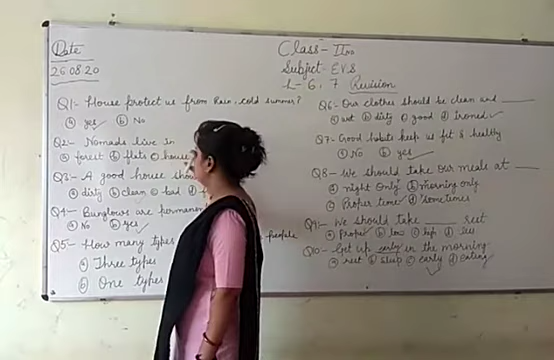 Date
26.08.20
Class - II
Subject - EVS
L-6, 7 Revision
Q1- House protect us from Rain, cold summer?
ⓐ yes ✓ ⓑ No
Q2- Nomads live in
ⓐ forest ⓑ flats ⓒ house
Q3- A good house
ⓐ dirty ⓑ clean ⓒ bad ⓓ
Q4- Bunglows are
ⓐ No ⓑ yes ✓
Q5- How many types people
ⓐ Three types
ⓑ One types
Q6- Our clothes should be clean and ____
ⓐ wet ⓑ dirty ⓒ good ⓓ Ironed ✓
Q7- Good habits keep us fit & healthy
ⓐ No ⓑ yes ✓
Q8- We should take our meals at ____
ⓐ night only ⓑ morning only
ⓒ Proper time ✓ ⓓ sometimes
Q9- We should take ____ rest
ⓐ proper ✓ ⓑ low ⓒ
Q10- Get up early in the morning.
ⓐ rest ⓑ sleep ⓒ early ✓ ⓓ eating